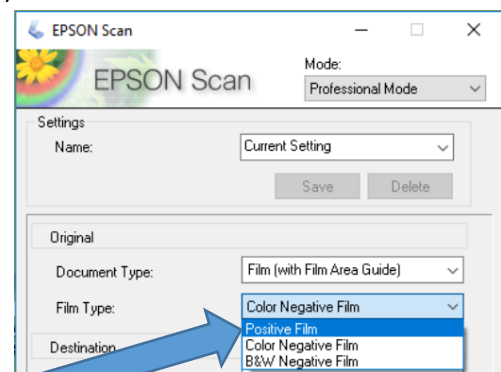 EPSON Scan
EPSON Scan
Mode:
Professional Mode
Settings
Name:
Current Setting
Save Delete
Original
Document Type:
Film (with Film Area Guide)
Film Type:
Color Negative Film
Positive Film
Color Negative Film
B&W Negative Film
Destination